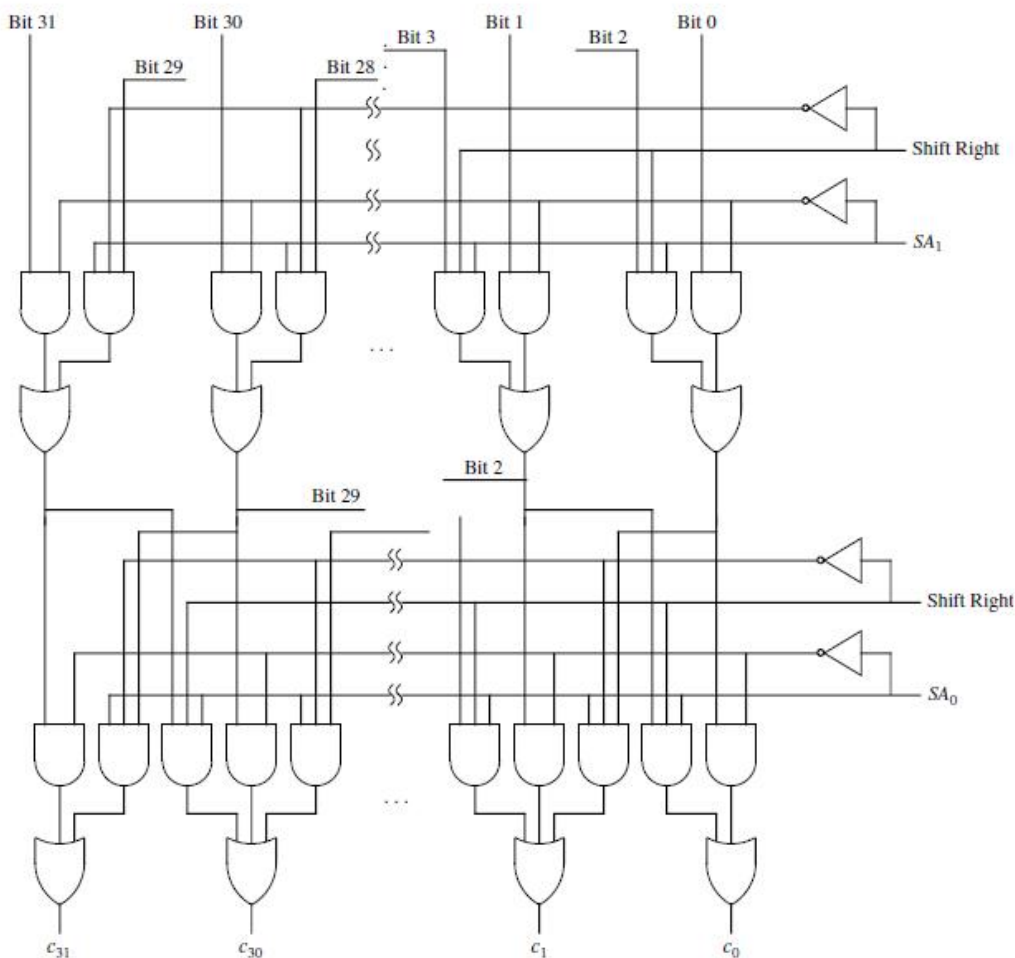 Bit 31 Bit 30 Bit 1 Bit 0
Bit 3 Bit 2
Bit 29 Bit 28
Shift Right
SA₁
. . .
Bit 2
Bit 29
Shift Right
SA₀
. . .
c₃₁ c₃₀ c₁ c₀